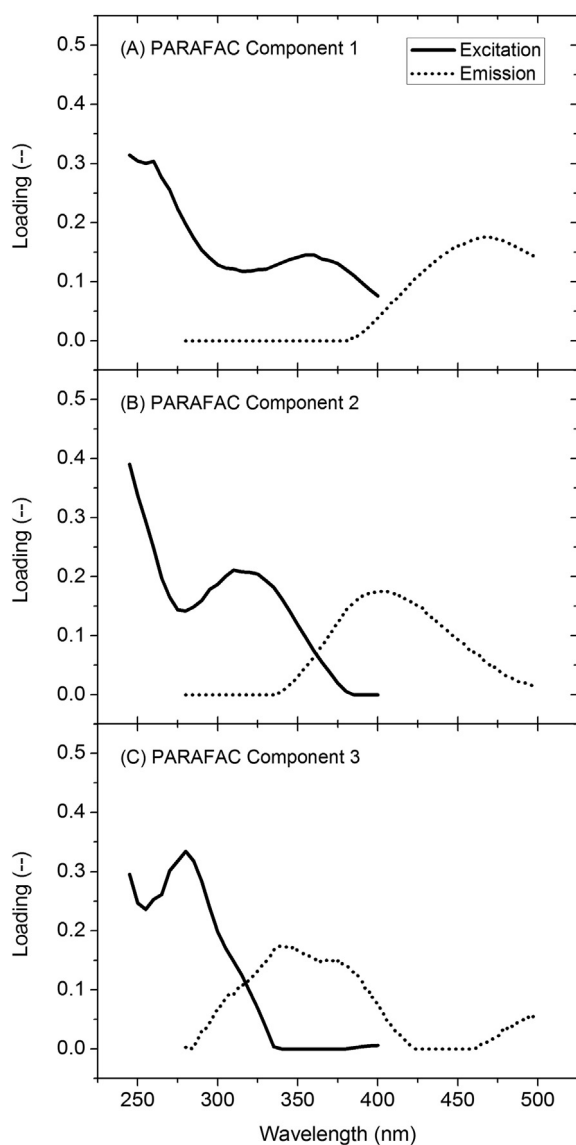 (A) PARAFAC Component 1
Excitation
Emission
Loading (--)
0.5
0.4
0.3
0.2
0.1
0.0
(B) PARAFAC Component 2
Loading (--)
0.5
0.4
0.3
0.2
0.1
0.0
(C) PARAFAC Component 3
Loading (--)
0.5
0.4
0.3
0.2
0.1
0.0
250 300 350 400 450 500
Wavelength (nm)